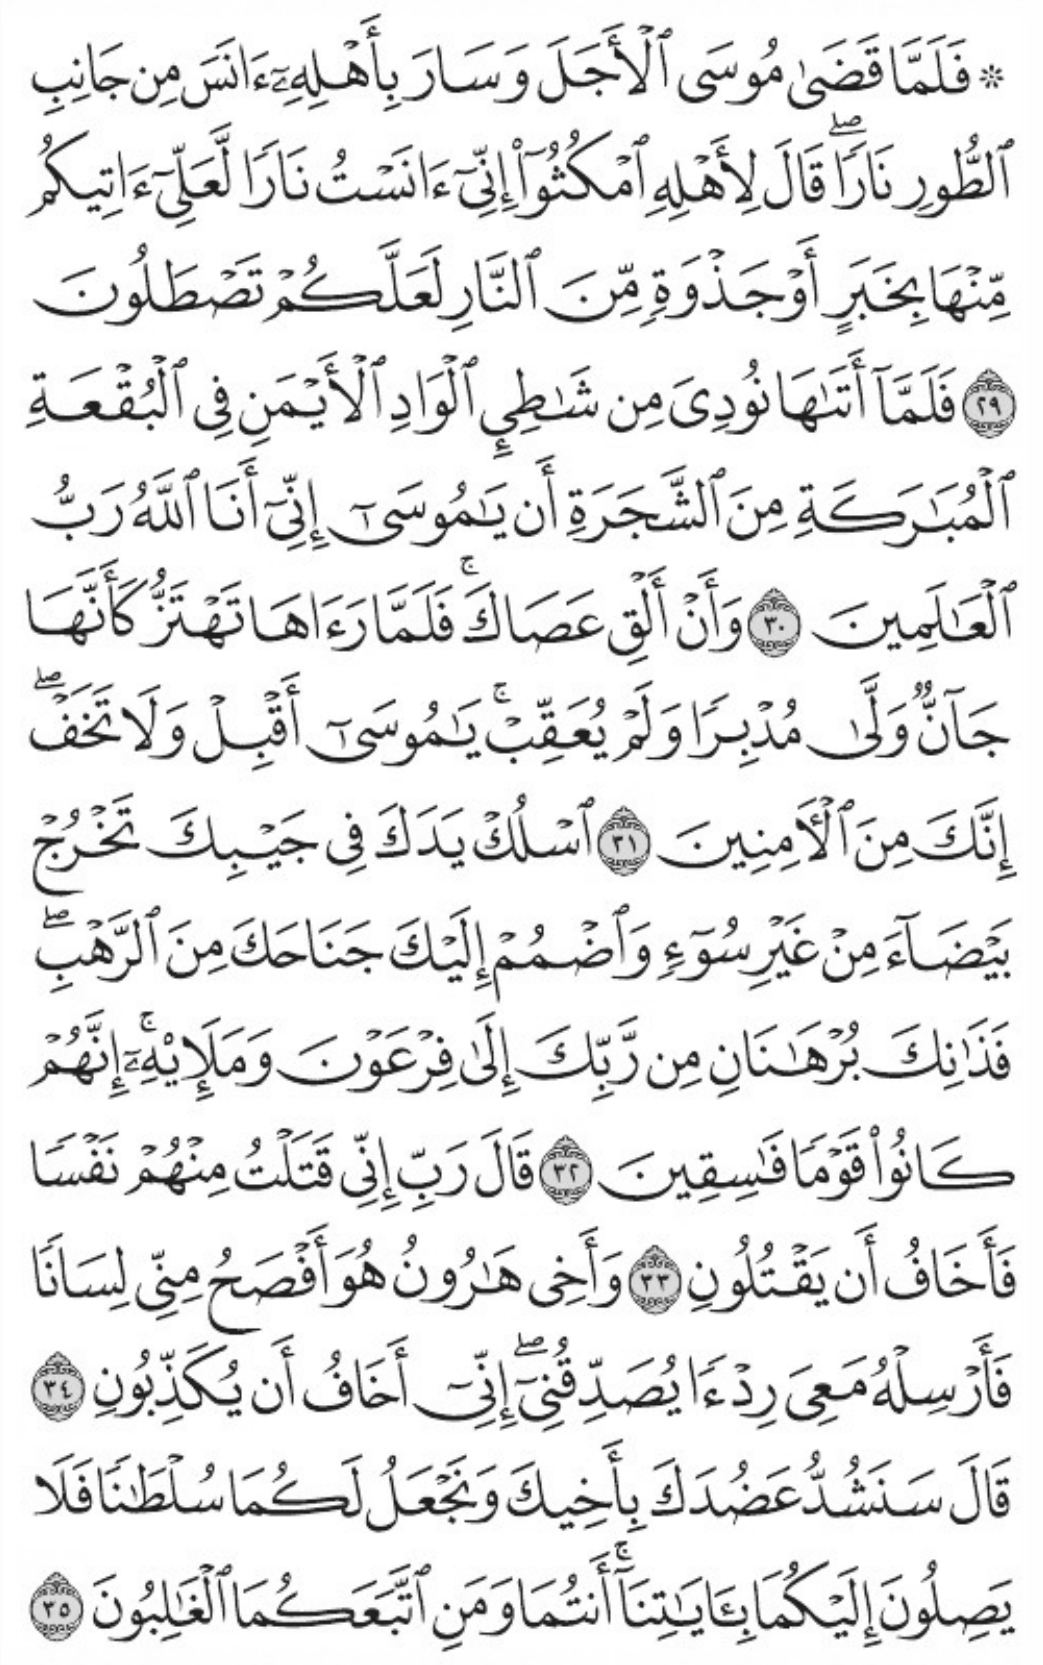 ۞ فَلَمَّا قَضَىٰ مُوسَى ٱلۡأَجَلَ وَسَارَ بِأَهۡلِهِۦٓ ءَانَسَ مِن جَانِبِ
ٱلطُّورِ نَارٗاۖ قَالَ لِأَهۡلِهِ ٱمۡكُثُوٓاْ إِنِّيٓ ءَانَسۡتُ نَارٗا لَّعَلِّيٓ ءَاتِيكُم
مِّنۡهَا بِخَبَرٍ أَوۡ جَذۡوَةٖ مِّنَ ٱلنَّارِ لَعَلَّكُمۡ تَصۡطَلُونَ
٢٩ فَلَمَّآ أَتَىٰهَا نُودِيَ مِن شَٰطِيِٕ ٱلۡوَادِ ٱلۡأَيۡمَنِ فِي ٱلۡبُقۡعَةِ
ٱلۡمُبَٰرَكَةِ مِنَ ٱلشَّجَرَةِ أَن يَٰمُوسَىٰٓ إِنِّيٓ أَنَا ٱللَّهُ رَبُّ
ٱلۡعَٰلَمِينَ ٣٠ وَأَنۡ أَلۡقِ عَصَاكَۚ فَلَمَّا رَءَاهَا تَهۡتَزُّ كَأَنَّهَا
جَآنّٞ وَلَّىٰ مُدۡبِرٗا وَلَمۡ يُعَقِّبۡۚ يَٰمُوسَىٰٓ أَقۡبِلۡ وَلَا تَخَفۡۖ
إِنَّكَ مِنَ ٱلۡأٓمِنِينَ ٣١ ٱسۡلُكۡ يَدَكَ فِي جَيۡبِكَ تَخۡرُجۡ
بَيۡضَآءَ مِنۡ غَيۡرِ سُوٓءٖ وَٱضۡمُمۡ إِلَيۡكَ جَنَاحَكَ مِنَ ٱلرَّهۡبِۖ
فَذَٰنِكَ بُرۡهَٰنَانِ مِن رَّبِّكَ إِلَىٰ فِرۡعَوۡنَ وَمَلَإِيْهِۦٓۚ إِنَّهُمۡ
كَانُواْ قَوۡمٗا فَٰسِقِينَ ٣٢ قَالَ رَبِّ إِنِّي قَتَلۡتُ مِنۡهُمۡ نَفۡسٗا
فَأَخَافُ أَن يَقۡتُلُونِ ٣٣ وَأَخِي هَٰرُونُ هُوَ أَفۡصَحُ مِنِّي لِسَانٗا
فَأَرۡسِلۡهُ مَعِيَ رِدۡءٗا يُصَدِّقُنِيٓۖ إِنِّيٓ أَخَافُ أَن يُكَذِّبُونِ ٣٤
قَالَ سَنَشُدُّ عَضُدَكَ بِأَخِيكَ وَنَجۡعَلُ لَكُمَا سُلۡطَٰنٗا فَلَا
يَصِلُونَ إِلَيۡكُمَا بِـَٔايَٰتِنَآۚ أَنتُمَا وَمَنِ ٱتَّبَعَكُمَا ٱلۡغَٰلِبُونَ ٣٥